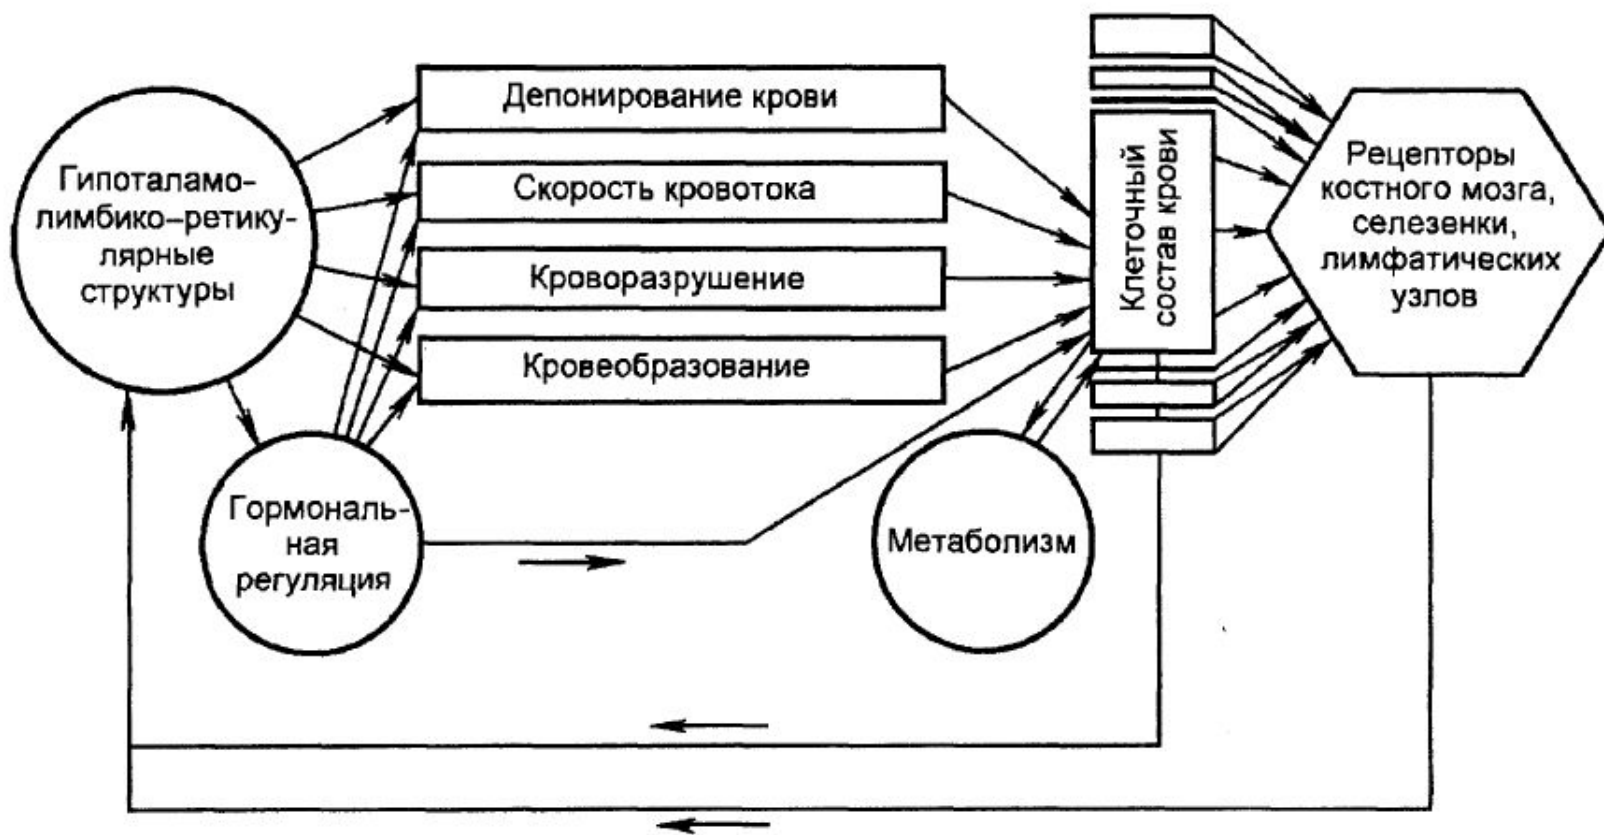 Гипоталамо–
лимбико–ретику-
лярные
структуры
Депонирование крови
Скорость кровотока
Кроворазрушение
Кровеобразование
Гормональ-
ная
регуляция
Метаболизм
Клеточный
состав крови
Рецепторы
костного мозга,
селезенки,
лимфатических
узлов